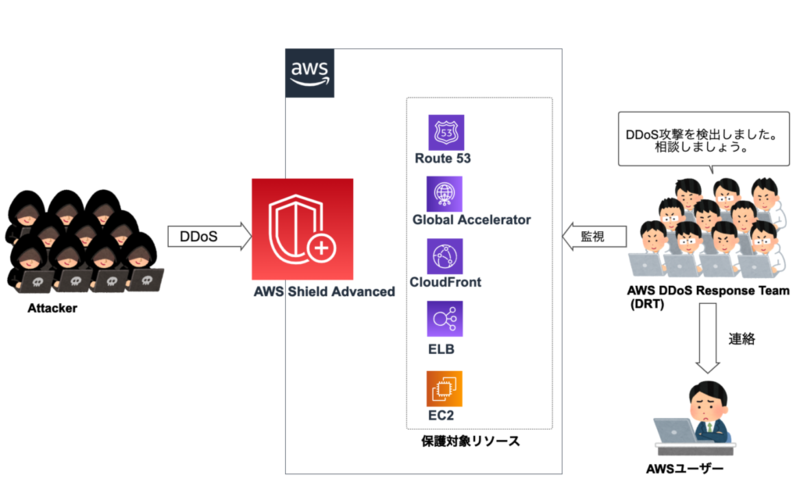 aws
Route 53
Global Accelerator
CloudFront
ELB
EC2
保護対象リソース
DDoS
AWS Shield Advanced
Attacker
監視
DDoS攻撃を検出しました。
相談しましょう。
AWS DDoS Response Team
(DRT)
連絡
AWSユーザー